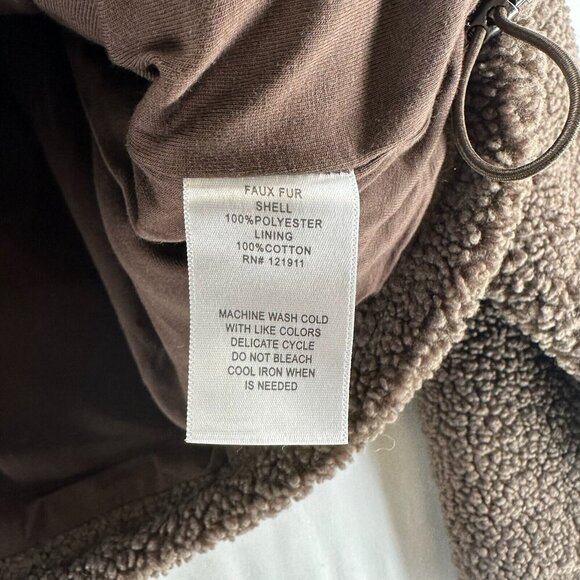 FAUX FUR
SHELL
100%POLYESTER
LINING
100%COTTON
RN# 121911
MACHINE WASH COLD
WITH LIKE COLORS
DELICATE CYCLE
DO NOT BLEACH
COOL IRON WHEN
IS NEEDED